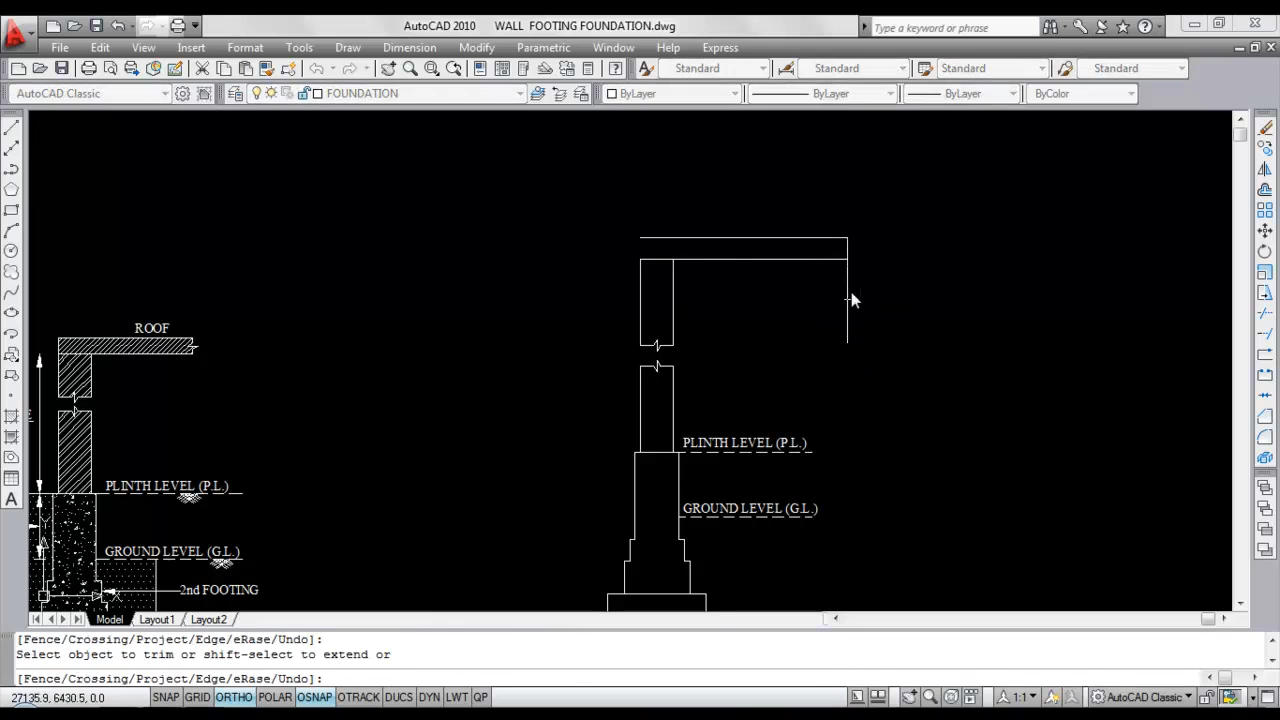 AutoCAD 2010 WALL FOOTING FOUNDATION.dwg
Type a keyword or phrase
File Edit View Insert Format Tools Draw Dimension Modify Parametric Window Help Express
Standard Standard Standard Standard
AutoCAD Classic FOUNDATION ByLayer ByLayer ByLayer ByColor
ROOF
PLINTH LEVEL (P.L.)
GROUND LEVEL (G.L.)
PLINTH LEVEL (P.L.)
GROUND LEVEL (G.L.)
2nd FOOTING
Model Layout1 Layout2
[Fence/Crossing/Project/Edge/eRase/Undo]:
Select object to trim or shift-select to extend or
[Fence/Crossing/Project/Edge/eRase/Undo]:
27135.9, 6430.5, 0.0 SNAP GRID ORTHO POLAR OSNAP OTRACK DUCS DYN LWT QP 1:1 AutoCAD Classic